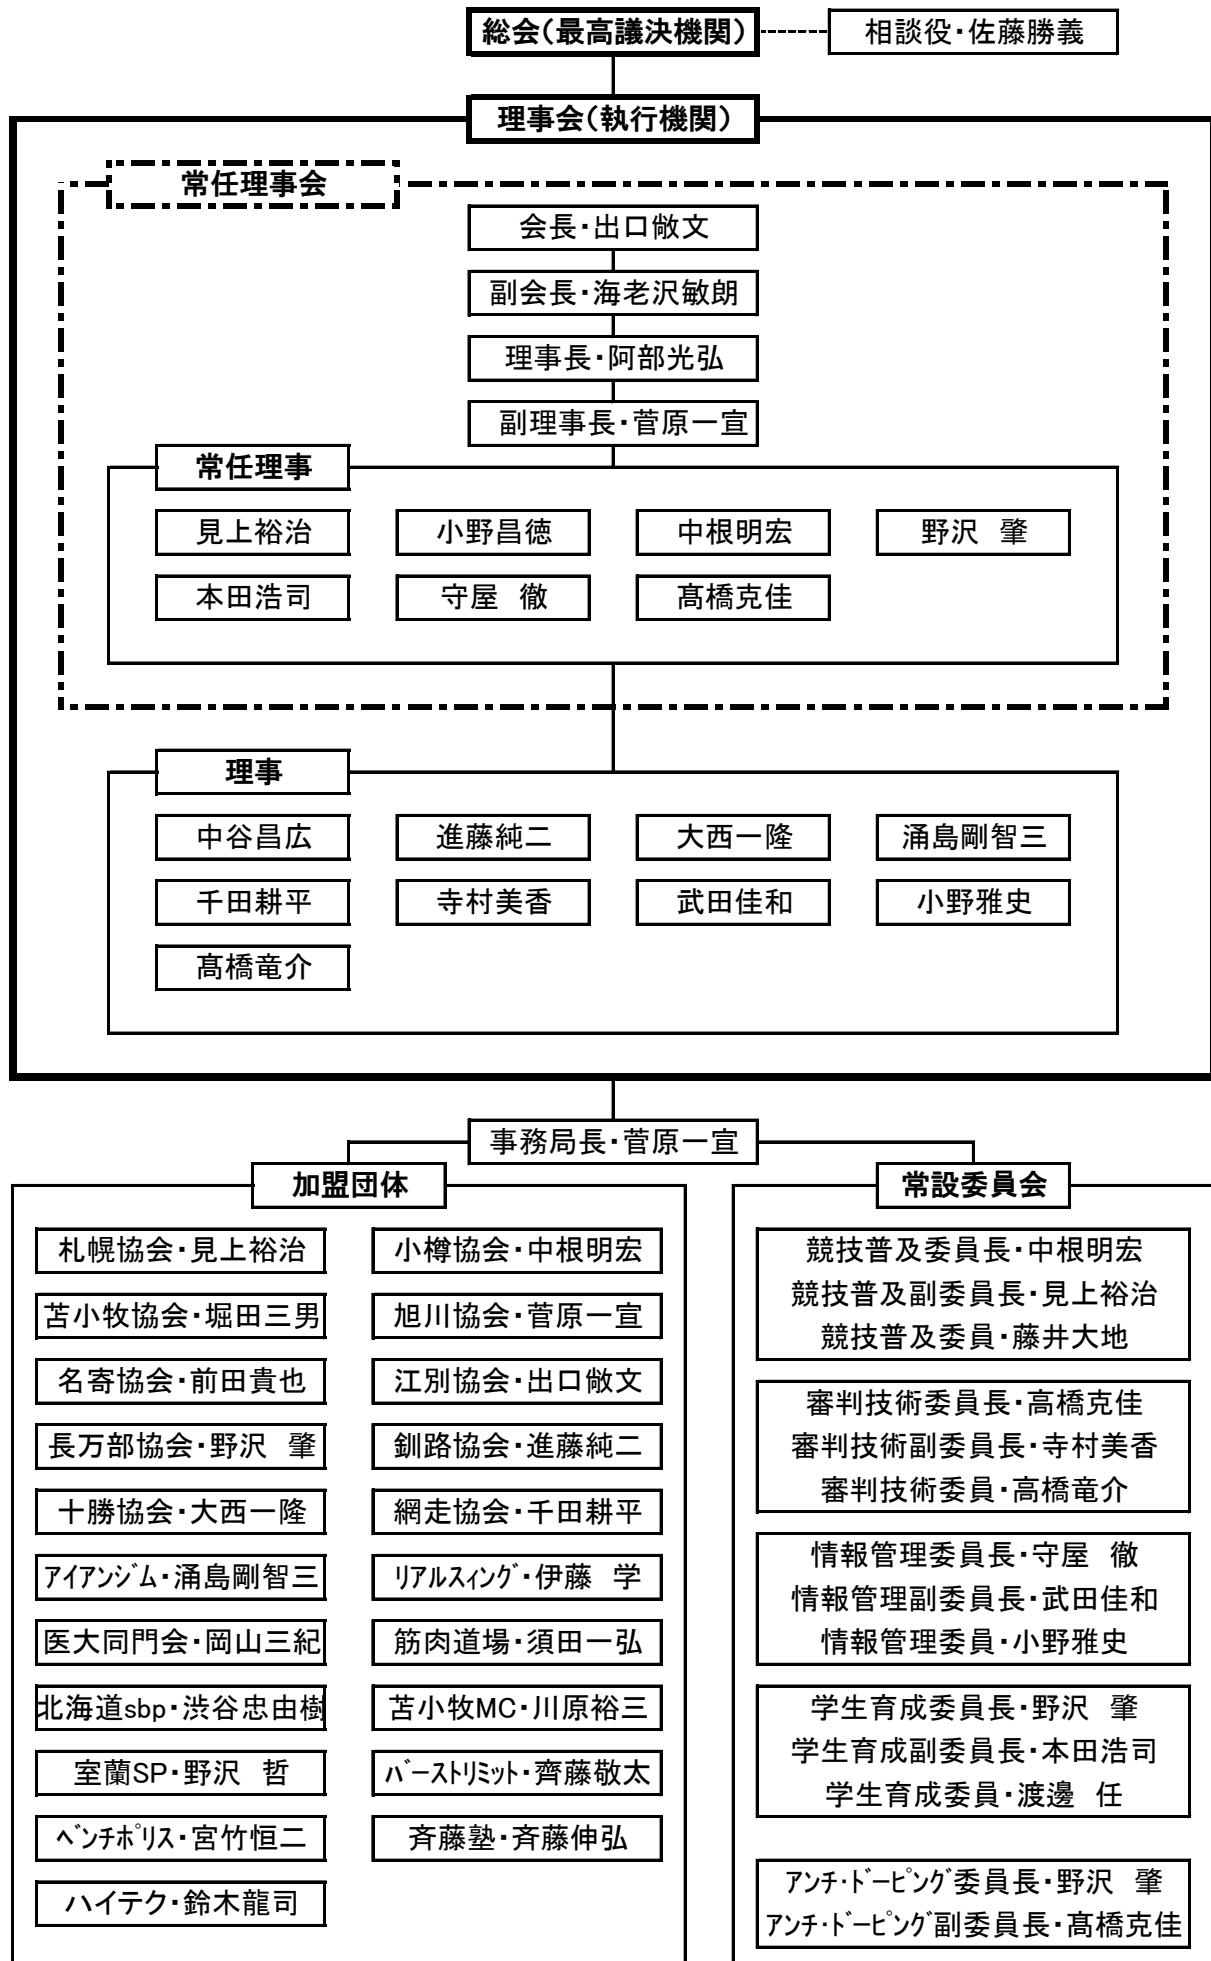 総会(最高議決機関)
相談役・佐藤勝義
理事会(執行機関)
常任理事会
会長・出口敞文
副会長・海老沢敏朗
理事長・阿部光弘
副理事長・菅原一宣
常任理事
見上裕治 小野昌徳 中根明宏 野沢　肇
本田浩司 守屋　徹 髙橋克佳
理事
中谷昌広 進藤純二 大西一隆 涌島剛智三
千田耕平 寺村美香 武田佳和 小野雅史
髙橋竜介
事務局長・菅原一宣
加盟団体
札幌協会・見上裕治 小樽協会・中根明宏
苫小牧協会・堀田三男 旭川協会・菅原一宣
名寄協会・前田貴也 江別協会・出口敞文
長万部協会・野沢　肇 釧路協会・進藤純二
十勝協会・大西一隆 網走協会・千田耕平
ｱｲｱﾝｼﾞﾑ・涌島剛智三 ﾘｱﾙｽｨﾝｸﾞ・伊藤　学
医大同門会・岡山三紀 筋肉道場・須田一弘
北海道sbp・渋谷忠由樹 苫小牧MC・川原裕三
室蘭SP・野沢　哲 ﾊﾞｰｽﾄﾘﾐｯﾄ・齊藤敬太
ﾍﾞﾝﾁﾎﾟﾘｽ・宮竹恒二 斉藤塾・斉藤伸弘
ハイテク・鈴木龍司
常設委員会
競技普及委員長・中根明宏
競技普及副委員長・見上裕治
競技普及委員・藤井大地
審判技術委員長・高橋克佳
審判技術副委員長・寺村美香
審判技術委員・高橋竜介
情報管理委員長・守屋　徹
情報管理副委員長・武田佳和
情報管理委員・小野雅史
学生育成委員長・野沢　肇
学生育成副委員長・本田浩司
学生育成委員・渡邊　任
ｱﾝﾁ・ﾄﾞｰﾋﾟﾝｸﾞ委員長・野沢　肇
ｱﾝﾁ・ﾄﾞｰﾋﾟﾝｸﾞ副委員長・髙橋克佳